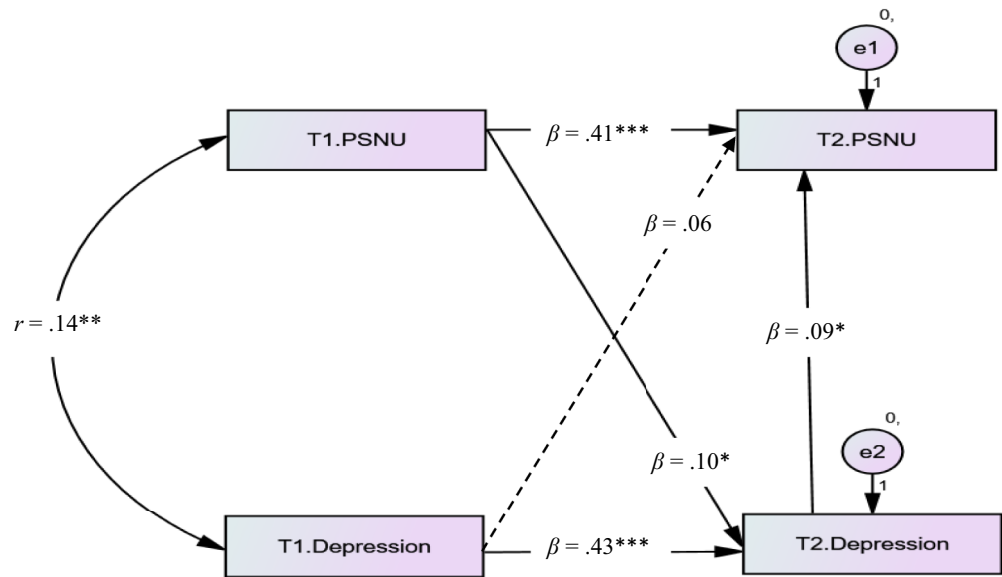 0,
e1
1
T1.PSNU
β = .41***
T2.PSNU
β = .06
r = .14**
β = .09*
0,
e2
β = .10*
1
T1.Depression
β = .43***
T2.Depression